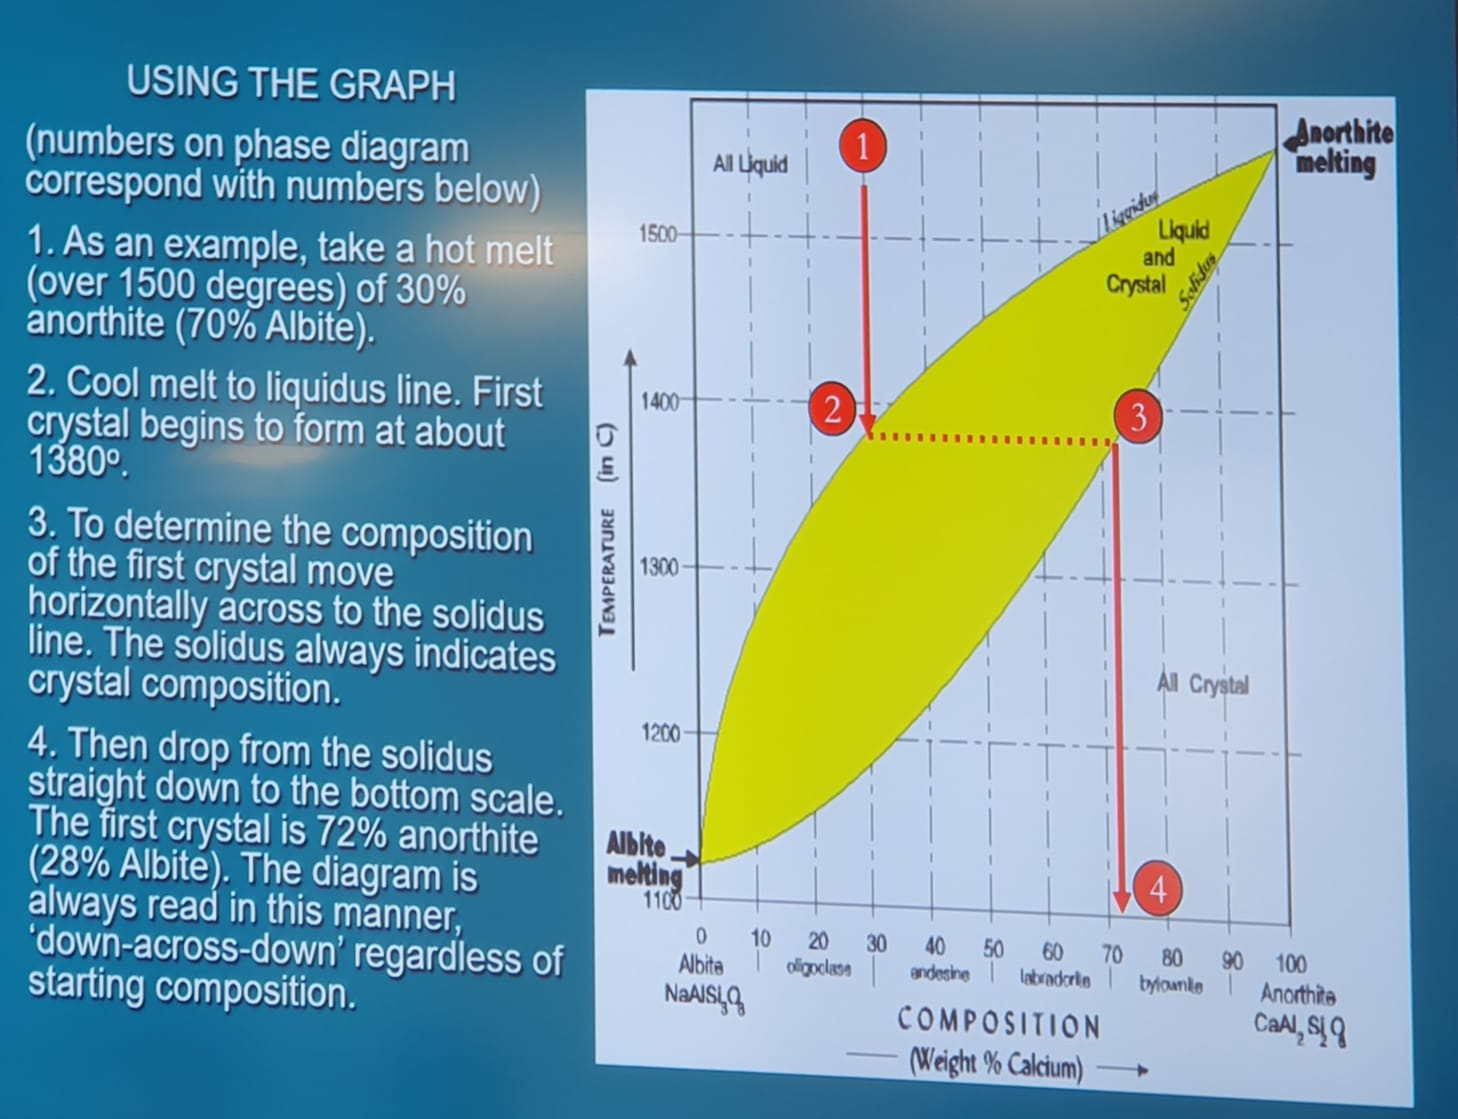 USING THE GRAPH
(numbers on phase diagram
correspond with numbers below)
1. As an example, take a hot melt
(over 1500 degrees) of 30%
anorthite (70% Albite).
2. Cool melt to liquidus line. First
crystal begins to form at about
1380º.
3. To determine the composition
of the first crystal move
horizontally across to the solidus
line. The solidus always indicates
crystal composition.
4. Then drop from the solidus
straight down to the bottom scale.
The first crystal is 72% anorthite
(28% Albite). The diagram is
always read in this manner,
‘down-across-down’ regardless of
starting composition.
All Liquid
1
Anorthite
melting
Liquidus
Liquid
and
Crystal
Solidus
1500
1400
1300
1200
1100
TEMPERATURE (in C)
2
3
All Crystal
Albite
melting
4
0 10 20 30 40 50 60 70 80 90 100
Albite | oligoclase | andesine | labradorite | bytownite | Anorthite
NaAlSi3O8
CaAl2Si2O8
COMPOSITION
(Weight % Calcium)